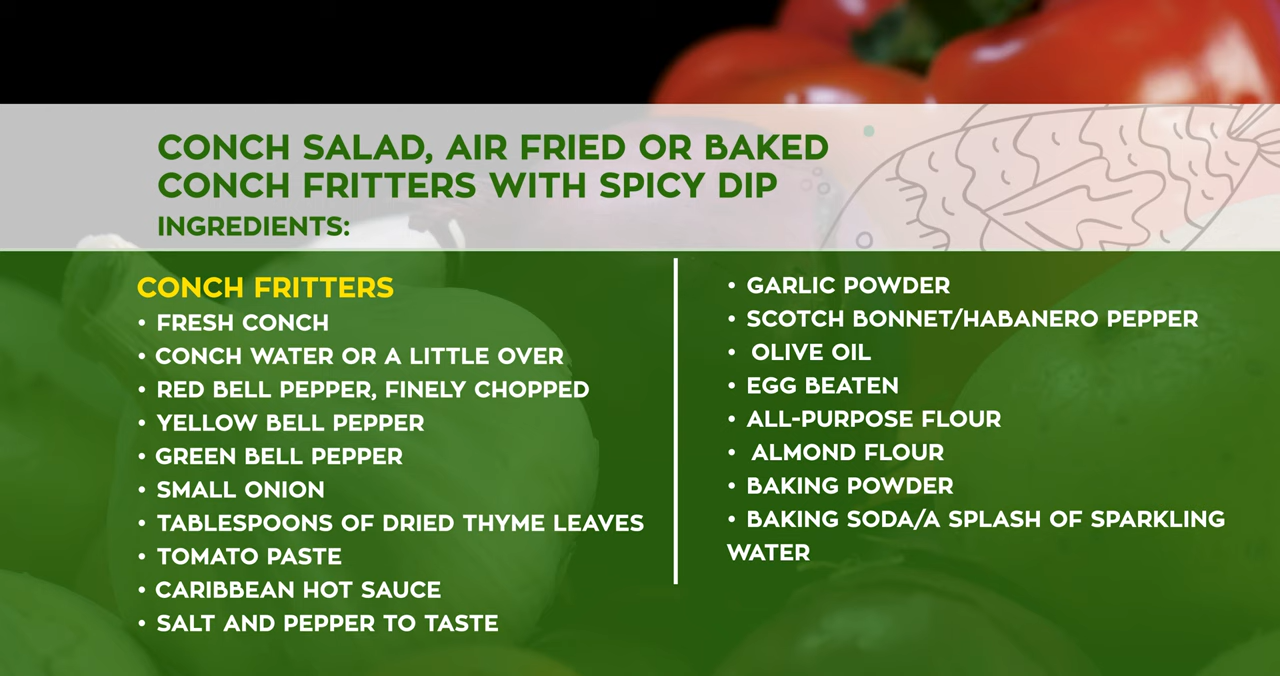 CONCH SALAD, AIR FRIED OR BAKED
CONCH FRITTERS WITH SPICY DIP
INGREDIENTS:
CONCH FRITTERS
• FRESH CONCH
• CONCH WATER OR A LITTLE OVER
• RED BELL PEPPER, FINELY CHOPPED
• YELLOW BELL PEPPER
• GREEN BELL PEPPER
• SMALL ONION
• TABLESPOONS OF DRIED THYME LEAVES
• TOMATO PASTE
• CARIBBEAN HOT SAUCE
• SALT AND PEPPER TO TASTE
• GARLIC POWDER
• SCOTCH BONNET/HABANERO PEPPER
• OLIVE OIL
• EGG BEATEN
• ALL-PURPOSE FLOUR
• ALMOND FLOUR
• BAKING POWDER
• BAKING SODA/A SPLASH OF SPARKLING
WATER